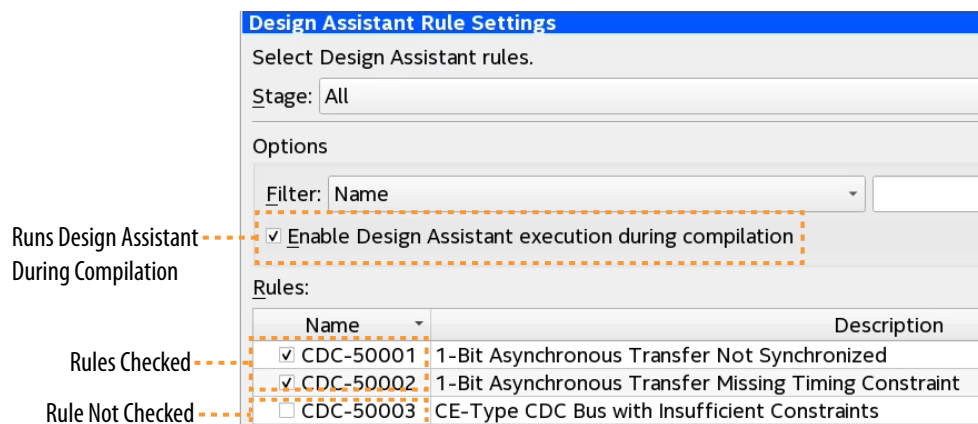 Design Assistant Rule Settings
Select Design Assistant rules.
Stage: All
Options
Filter: Name
Runs Design Assistant
During Compilation
Enable Design Assistant execution during compilation
Rules:
Name Description
Rules Checked
CDC-50001 1-Bit Asynchronous Transfer Not Synchronized
CDC-50002 1-Bit Asynchronous Transfer Missing Timing Constraint
Rule Not Checked
CDC-50003 CE-Type CDC Bus with Insufficient Constraints